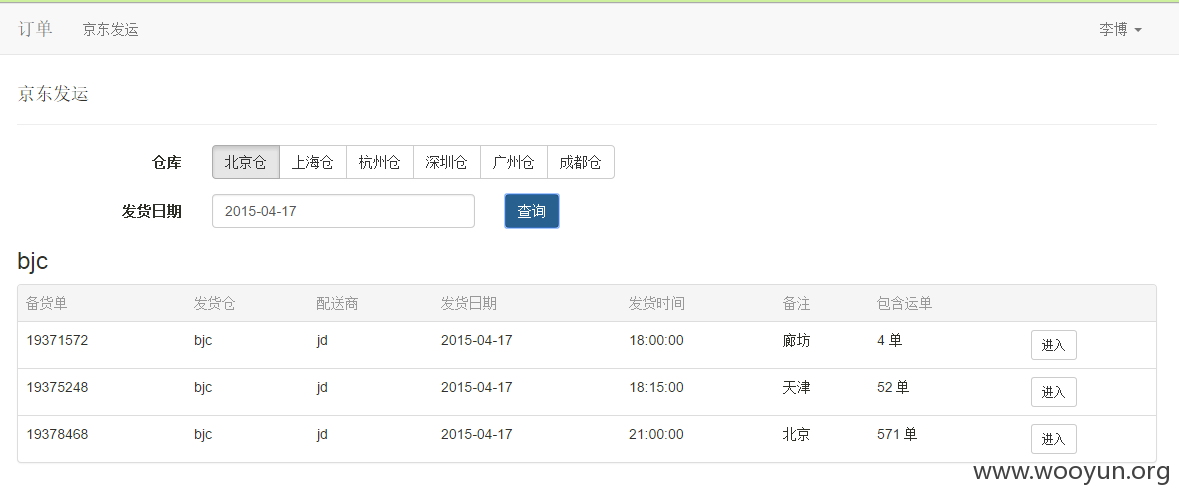 订单 京东发运 李博
京东发运
仓库 北京仓 上海仓 杭州仓 深圳仓 广州仓 成都仓
发货日期 2015-04-17 查询
bjc
备货单 发货仓 配送商 发货日期 发货时间 备注 包含运单
19371572 bjc jd 2015-04-17 18:00:00 廊坊 4 单 进入
19375248 bjc jd 2015-04-17 18:15:00 天津 52 单 进入
19378468 bjc jd 2015-04-17 21:00:00 北京 571 单 进入
www.wooyun.org